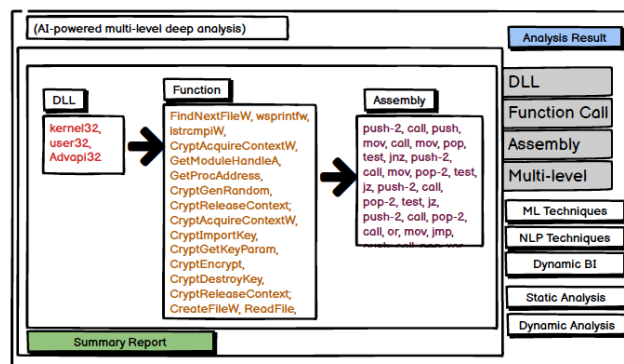 (AI-powered multi-level deep analysis)
Analysis Result
DLL
kernel32,
user32,
Advapi32
Function
FindNextFileW, wsprintfw,
lstrcmpiW,
CryptAcquireContextW,
GetModuleHandleA,
GetProcAddress,
CryptGenRandom,
CryptReleaseContext;
CryptAcquireContextW,
CryptImportKey,
CryptGetKeyParam,
CryptEncrypt,
CryptDestroyKey,
CryptReleaseContext;
CreateFileW, ReadFile,
Assembly
push-2, call, push,
mov, call, mov, pop,
test, jnz, push-2,
call, mov, pop-2, test,
jz, push-2, call,
pop-2, test, jz,
push-2, call, pop-2,
call, or, mov, jmp,
push, call, pop, xor,
DLL
Function Call
Assembly
Multi-level
ML Techniques
NLP Techniques
Dynamic BI
Static Analysis
Dynamic Analysis
Summary Report